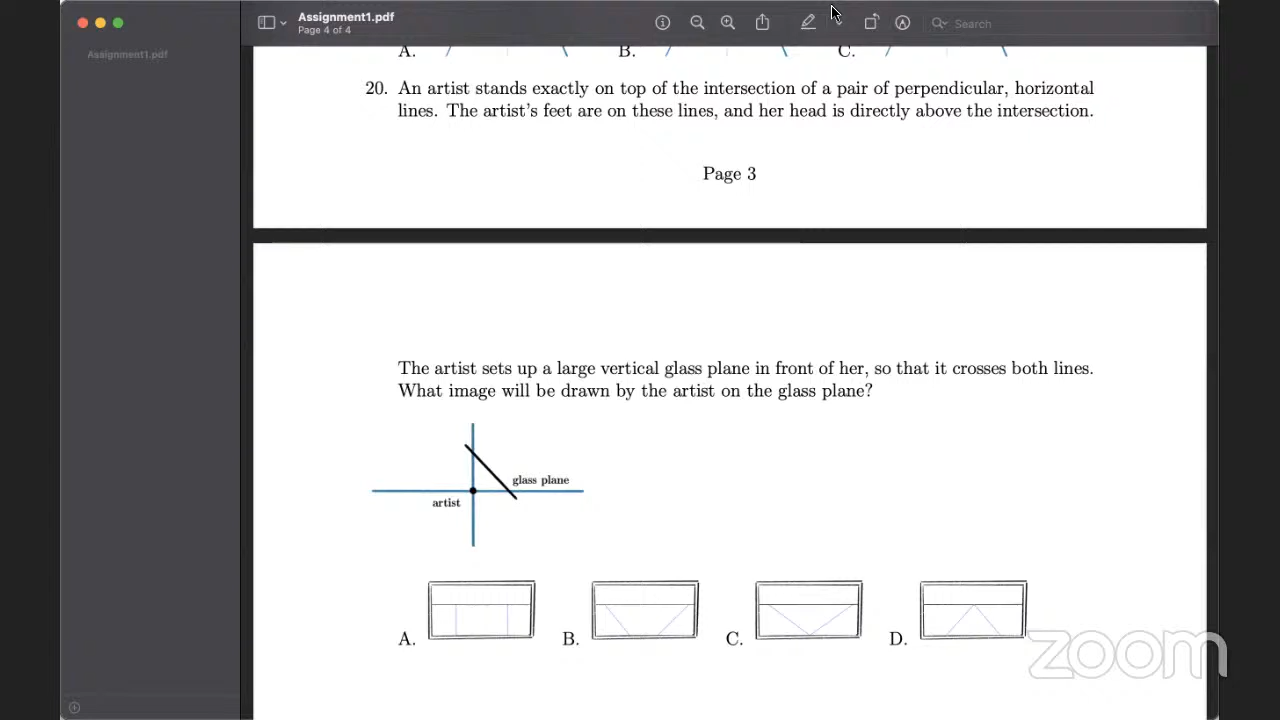 Assignment1.pdf
Page 4 of 4
Search
Assignment1.pdf
A. B. C.
20. An artist stands exactly on top of the intersection of a pair of perpendicular, horizontal
lines. The artist's feet are on these lines, and her head is directly above the intersection.
Page 3
The artist sets up a large vertical glass plane in front of her, so that it crosses both lines.
What image will be drawn by the artist on the glass plane?
glass plane
artist
A. B. C. D.
zoom